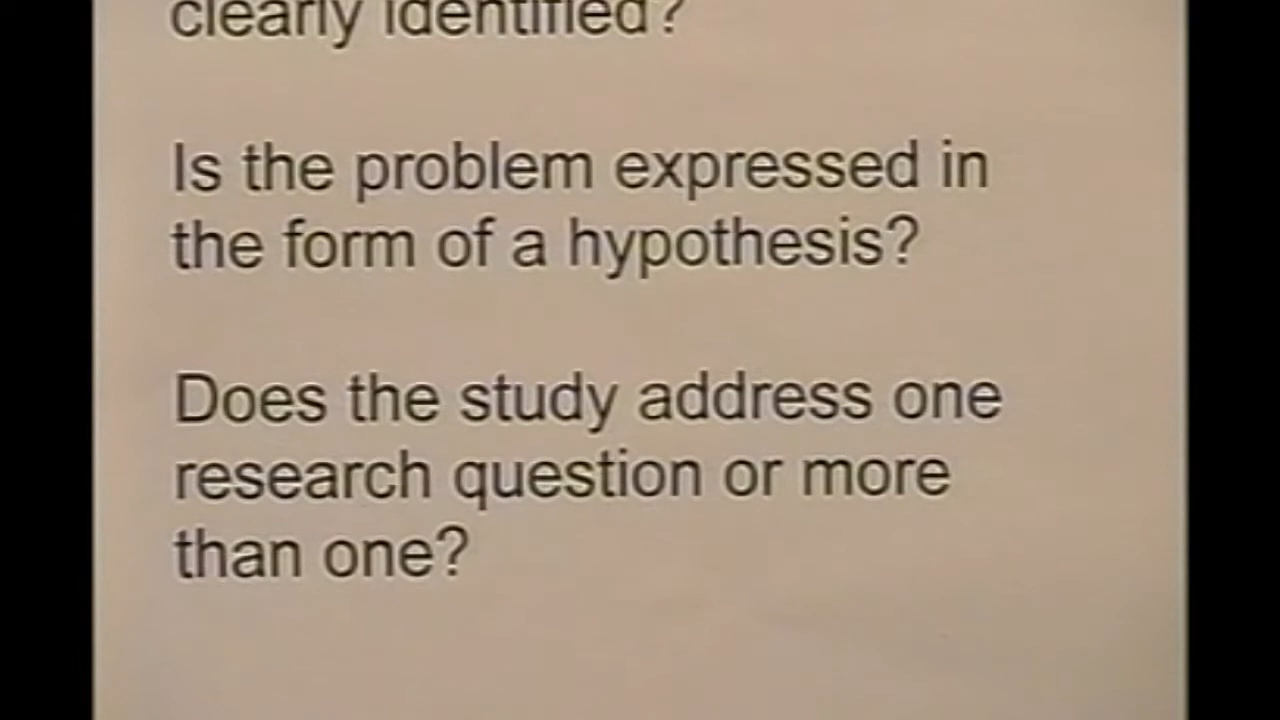 clearly identified?
Is the problem expressed in
the form of a hypothesis?
Does the study address one
research question or more
than one?